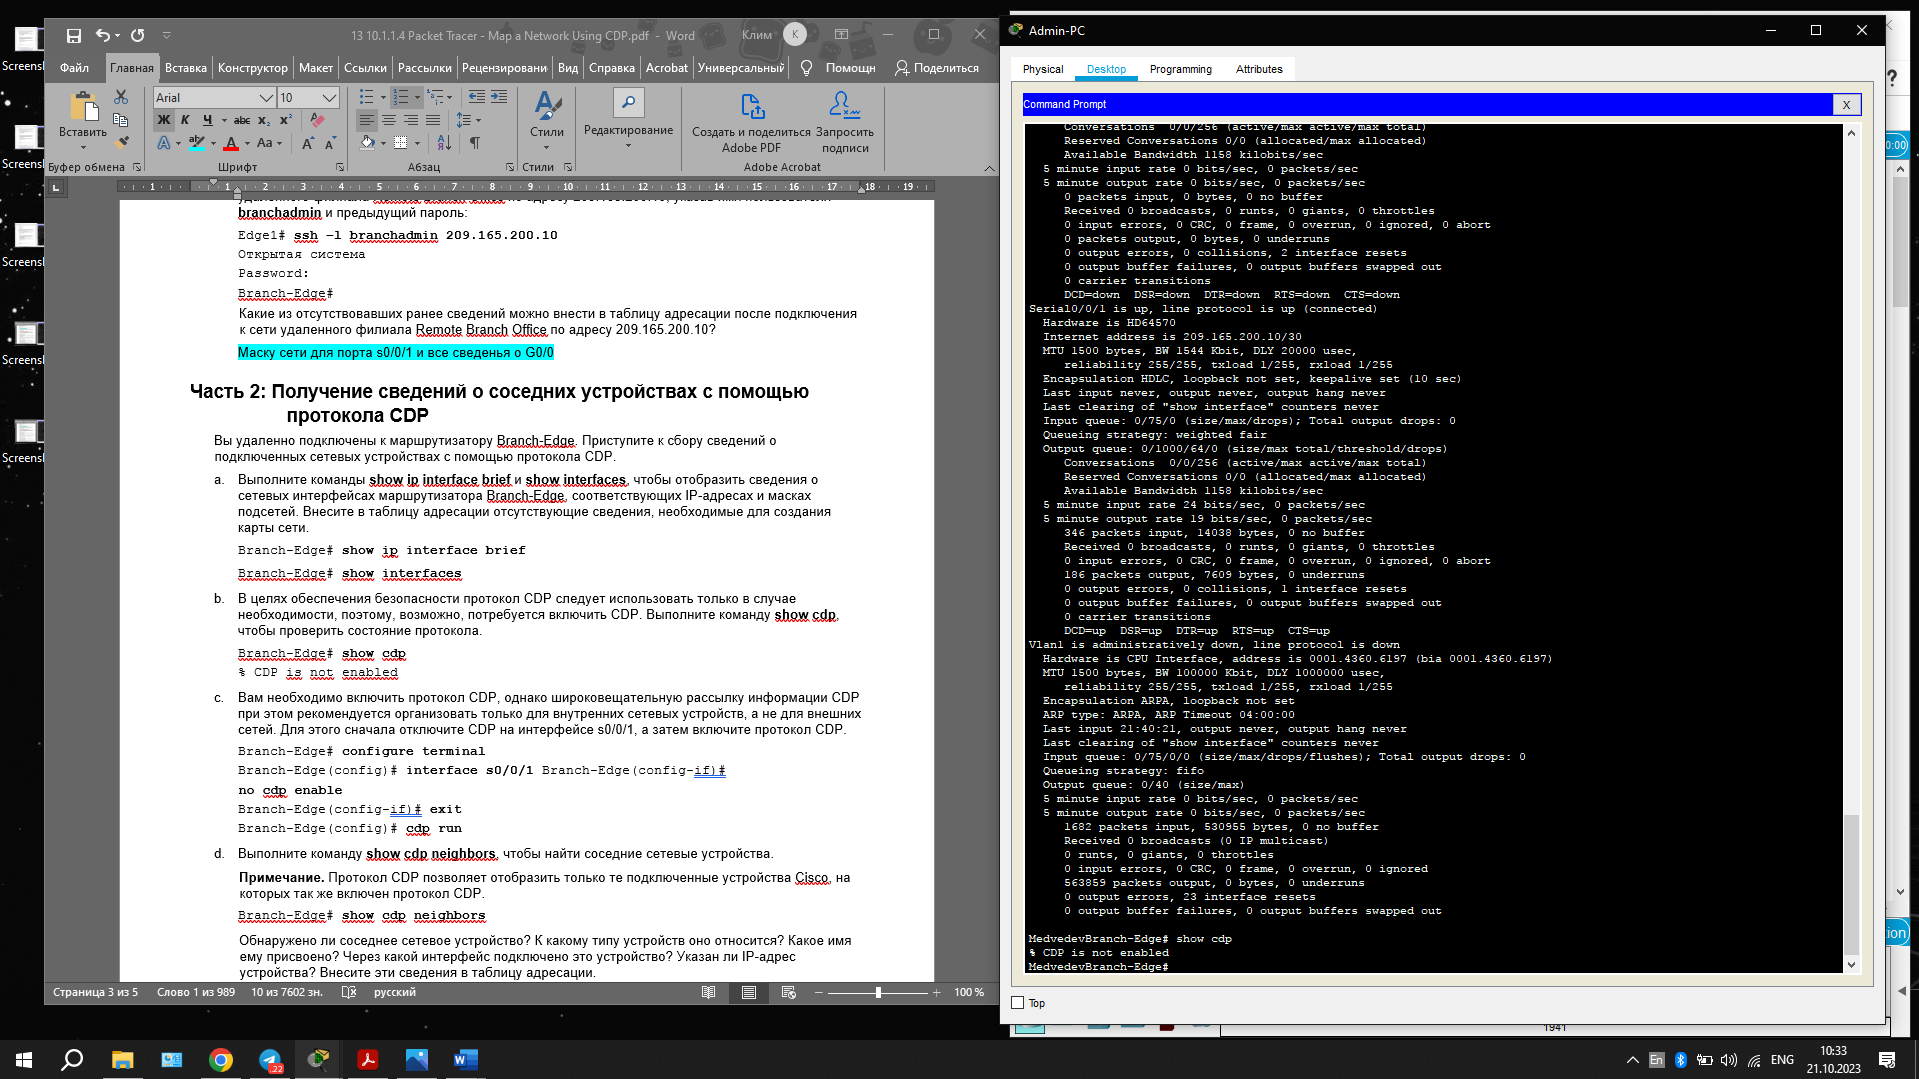 Screensh
Screensh
Screensh
Screensh
Screensh
13 10.1.1.4 Packet Tracer - Map a Network Using CDP.pdf - Word
Клим
К
Файл Главная Вставка Конструктор Макет Ссылки Рассылки Рецензировани Вид Справка Acrobat Универсальный Помощн Поделиться
Вставить
Arial 10
Ж К Ч abc x₂ x²
A Aa A A
Стили
Редактирование
Создать и поделиться Adobe PDF
Запросить подписи
Буфер обмена Шрифт Абзац Стили Adobe Acrobat
1 1 2 3 4 5 6 7 8 9 10 11 12 13 14 15 16 17 18 19
branchadmin и предыдущий пароль:
Edge1# ssh –l branchadmin 209.165.200.10
Открытая система
Password:
Branch-Edge#
Какие из отсутствовавших ранее сведений можно внести в таблицу адресации после подключения
к сети удаленного филиала Remote Branch Office по адресу 209.165.200.10?
Маску сети для порта s0/0/1 и все сведенья о G0/0
Часть 2: Получение сведений о соседних устройствах с помощью
протокола CDP
Вы удаленно подключены к маршрутизатору Branch-Edge. Приступите к сбору сведений о
подключенных сетевых устройствах с помощью протокола CDP.
a. Выполните команды show ip interface brief и show interfaces, чтобы отобразить сведения о
сетевых интерфейсах маршрутизатора Branch-Edge, соответствующих IP-адресах и масках
подсетей. Внесите в таблицу адресации отсутствующие сведения, необходимые для создания
карты сети.
Branch-Edge# show ip interface brief
Branch-Edge# show interfaces
b. В целях обеспечения безопасности протокол CDP следует использовать только в случае
необходимости, поэтому, возможно, потребуется включить CDP. Выполните команду show cdp,
чтобы проверить состояние протокола.
Branch-Edge# show cdp
% CDP is not enabled
c. Вам необходимо включить протокол CDP, однако широковещательную рассылку информации CDP
при этом рекомендуется организовать только для внутренних сетевых устройств, а не для внешних
сетей. Для этого сначала отключите CDP на интерфейсе s0/0/1, а затем включите протокол CDP.
Branch-Edge# configure terminal
Branch-Edge(config)# interface s0/0/1 Branch-Edge(config-if)#
no cdp enable
Branch-Edge(config-if)# exit
Branch-Edge(config)# cdp run
d. Выполните команду show cdp neighbors, чтобы найти соседние сетевые устройства.
Примечание. Протокол CDP позволяет отобразить только те подключенные устройства Cisco, на
которых так же включен протокол CDP.
Branch-Edge# show cdp neighbors
Обнаружено ли соседнее сетевое устройство? К какому типу устройств оно относится? Какое имя
ему присвоено? Через какой интерфейс подключено это устройство? Указан ли IP-адрес
устройства? Внесите эти сведения в таблицу адресации.
Страница 3 из 5 Слово 1 из 989 10 из 7602 зн. русский 100 %
Admin-PC
Physical Desktop Programming Attributes
Command Prompt X
Conversations 0/0/256 (active/max active/max total)
Reserved Conversations 0/0 (allocated/max allocated)
Available Bandwidth 1158 kilobits/sec
5 minute input rate 0 bits/sec, 0 packets/sec
5 minute output rate 0 bits/sec, 0 packets/sec
0 packets input, 0 bytes, 0 no buffer
Received 0 broadcasts, 0 runts, 0 giants, 0 throttles
0 input errors, 0 CRC, 0 frame, 0 overrun, 0 ignored, 0 abort
0 packets output, 0 bytes, 0 underruns
0 output errors, 0 collisions, 2 interface resets
0 output buffer failures, 0 output buffers swapped out
0 carrier transitions
DCD=down DSR=down DTR=down RTS=down CTS=down
Serial0/0/1 is up, line protocol is up (connected)
Hardware is HD64570
Internet address is 209.165.200.10/30
MTU 1500 bytes, BW 1544 Kbit, DLY 20000 usec,
reliability 255/255, txload 1/255, rxload 1/255
Encapsulation HDLC, loopback not set, keepalive set (10 sec)
Last input never, output never, output hang never
Last clearing of "show interface" counters never
Input queue: 0/75/0 (size/max/drops); Total output drops: 0
Queueing strategy: weighted fair
Output queue: 0/1000/64/0 (size/max total/threshold/drops)
Conversations 0/0/256 (active/max active/max total)
Reserved Conversations 0/0 (allocated/max allocated)
Available Bandwidth 1158 kilobits/sec
5 minute input rate 24 bits/sec, 0 packets/sec
5 minute output rate 19 bits/sec, 0 packets/sec
346 packets input, 14038 bytes, 0 no buffer
Received 0 broadcasts, 0 runts, 0 giants, 0 throttles
0 input errors, 0 CRC, 0 frame, 0 overrun, 0 ignored, 0 abort
186 packets output, 7609 bytes, 0 underruns
0 output errors, 0 collisions, 1 interface resets
0 output buffer failures, 0 output buffers swapped out
0 carrier transitions
DCD=up DSR=up DTR=up RTS=up CTS=up
Vlan1 is administratively down, line protocol is down
Hardware is CPU Interface, address is 0001.4360.6197 (bia 0001.4360.6197)
MTU 1500 bytes, BW 100000 Kbit, DLY 1000000 usec,
reliability 255/255, txload 1/255, rxload 1/255
Encapsulation ARPA, loopback not set
ARP type: ARPA, ARP Timeout 04:00:00
Last input 21:40:21, output never, output hang never
Last clearing of "show interface" counters never
Input queue: 0/75/0/0 (size/max/drops/flushes); Total output drops: 0
Queueing strategy: fifo
Output queue: 0/40 (size/max)
5 minute input rate 0 bits/sec, 0 packets/sec
5 minute output rate 0 bits/sec, 0 packets/sec
1682 packets input, 530955 bytes, 0 no buffer
Received 0 broadcasts (0 IP multicast)
0 runts, 0 giants, 0 throttles
0 input errors, 0 CRC, 0 frame, 0 overrun, 0 ignored
563859 packets output, 0 bytes, 0 underruns
0 output errors, 23 interface resets
0 output buffer failures, 0 output buffers swapped out
MedvedevBranch-Edge# show cdp
% CDP is not enabled
MedvedevBranch-Edge#
Top
?
0:00
ion
1941
22
En
ENG
10:33
21.10.2023